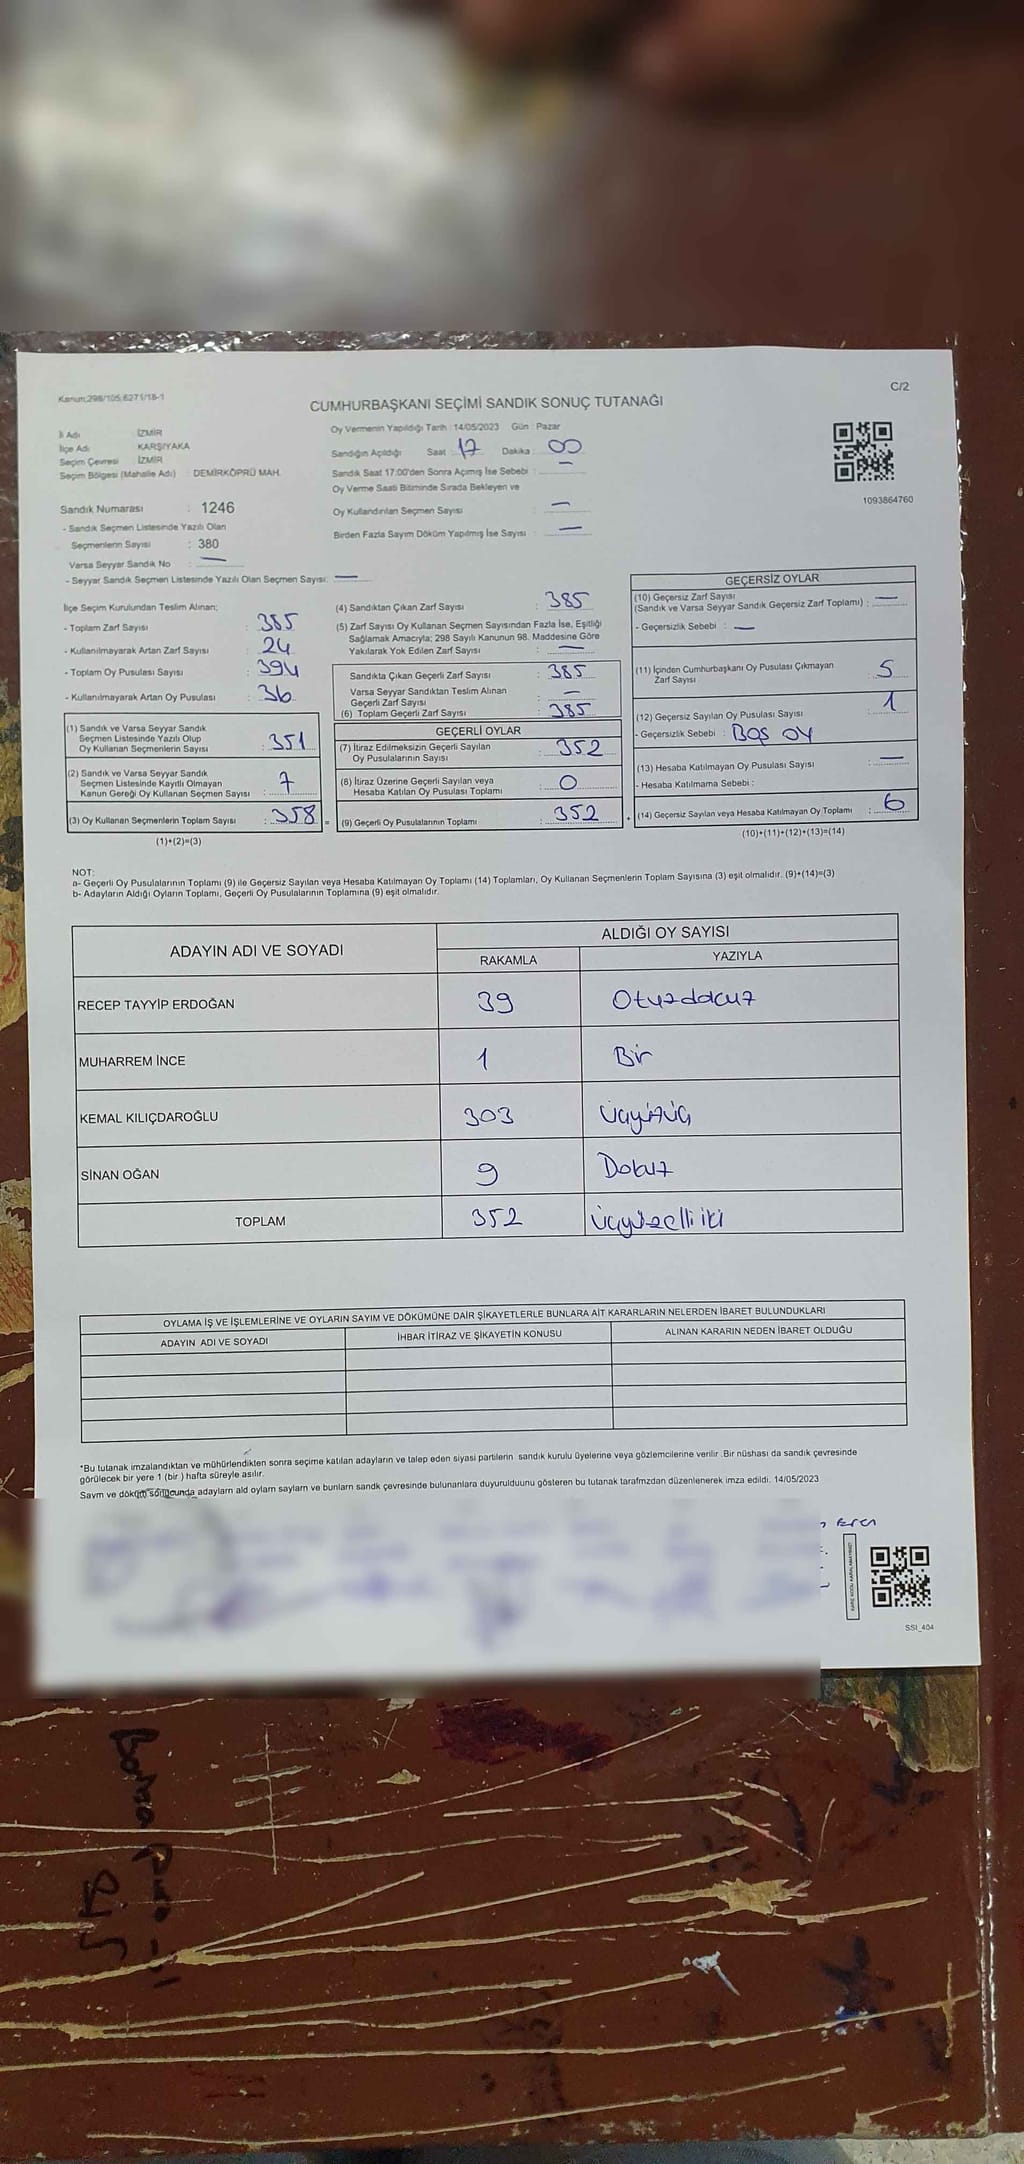 Kanun;298/105;6271/18-1
C/2
CUMHURBAŞKANI SEÇİMİ SANDIK SONUÇ TUTANAĞI
İl Adı İZMİR
İlçe Adı KARŞIYAKA
Seçim Çevresi : İZMİR
Seçim Bölgesi (Mahalle Adı) : DEMİRKÖPRÜ MAH.
Sandık Numarası : 1246
- Sandık Seçmen Listesinde Yazılı Olan
Seçmenlerin Sayısı : 380
Varsa Seyyar Sandık No : —
- Seyyar Sandık Seçmen Listesinde Yazılı Olan Seçmen Sayısı: —
Oy Vermenin Yapıldığı Tarih : 14/05/2023 Gün : Pazar
Sandığın Açıldığı Saat : 17 Dakika : 00
Sandık Saat 17:00'den Sonra Açımış İse Sebebi : —
Oy Verme Saati Bitiminde Sırada Bekleyen ve
Oy Kullandırılan Seçmen Sayısı : —
Birden Fazla Sayım Döküm Yapılmış İse Sayısı : —
1093864760
İlçe Seçim Kurulundan Teslim Alınan;
- Toplam Zarf Sayısı : 385
- Kullanılmayarak Artan Zarf Sayısı : 24
- Toplam Oy Pusulası Sayısı : 394
- Kullanılmayarak Artan Oy Pusulası : 36
(1) Sandık ve Varsa Seyyar Sandık
Seçmen Listesinde Yazılı Olup
Oy Kullanan Seçmenlerin Sayısı : 351
(2) Sandık ve Varsa Seyyar Sandık
Seçmen Listesinde Kayıtlı Olmayan
Kanun Gereği Oy Kullanan Seçmen Sayısı : 7
(3) Oy Kullanan Seçmenlerin Toplam Sayısı : 358 =
(1)+(2)=(3)
(4) Sandıktan Çıkan Zarf Sayısı : 385
(5) Zarf Sayısı Oy Kullanan Seçmen Sayısından Fazla İse, Eşitliği
Sağlamak Amacıyla; 298 Sayılı Kanunun 98. Maddesine Göre
Yakılarak Yok Edilen Zarf Sayısı : —
Sandıkta Çıkan Geçerli Zarf Sayısı : 385
Varsa Seyyar Sandıktan Teslim Alınan
Geçerli Zarf Sayısı : —
(6) Toplam Geçerli Zarf Sayısı : 385
GEÇERLİ OYLAR
(7) İtiraz Edilmeksizin Geçerli Sayılan
Oy Pusulalarının Sayısı : 352
(8) İtiraz Üzerine Geçerli Sayılan veya
Hesaba Katılan Oy Pusulası Toplamı : 0
(9) Geçerli Oy Pusulalarının Toplamı : 352 +
GEÇERSİZ OYLAR
(10) Geçersiz Zarf Sayısı
(Sandık ve Varsa Seyyar Sandık Geçersiz Zarf Toplamı) : —
- Geçersizlik Sebebi : —
(11) İçinden Cumhurbaşkanı Oy Pusulası Çıkmayan
Zarf Sayısı : 5
(12) Geçersiz Sayılan Oy Pusulası Sayısı : 1
- Geçersizlik Sebebi : BOŞ OY
(13) Hesaba Katılmayan Oy Pusulası Sayısı : —
- Hesaba Katılmama Sebebi :
(14) Geçersiz Sayılan veya Hesaba Katılmayan Oy Toplamı : 6
(10)+(11)+(12)+(13)=(14)
NOT:
a- Geçerli Oy Pusulalarının Toplamı (9) ile Geçersiz Sayılan veya Hesaba Katılmayan Oy Toplamı (14) Toplamları, Oy Kullanan Seçmenlerin Toplam Sayısına (3) eşit olmalıdır. (9)+(14)=(3)
b- Adayların Aldığı Oyların Toplamı, Geçerli Oy Pusulalarının Toplamına (9) eşit olmalıdır.
ADAYIN ADI VE SOYADI
ALDIĞI OY SAYISI
RAKAMLA YAZIYLA
RECEP TAYYİP ERDOĞAN 39 Otuzdokuz
MUHARREM İNCE 1 Bir
KEMAL KILIÇDAROĞLU 303 Üçyüzüç
SİNAN OĞAN 9 Dokuz
TOPLAM 352 Üçyüzelli iki
OYLAMA İŞ VE İŞLEMLERİNE VE OYLARIN SAYIM VE DÖKÜMÜNE DAİR ŞİKAYETLERLE BUNLARA AİT KARARLARIN NELERDEN İBARET BULUNDUKLARI
ADAYIN ADI VE SOYADI İHBAR İTİRAZ VE ŞİKAYETİN KONUSU ALINAN KARARIN NEDEN İBARET OLDUĞU
*Bu tutanak imzalandıktan ve mühürlendikten sonra seçime katılan adayların ve talep eden siyasi partilerin sandık kurulu üyelerine veya gözlemcilerine verilir .Bir nüshası da sandık çevresinde
görülecek bir yere 1 (bir ) hafta süreyle asılır.
Sayım ve döküm sonucunda adayların ald oyların sayları ve bunların sandk çevresinde bulunanlara duyurulduunu gösteren bu tutanak tarafmzdan düzenlenerek imza edildi. 14/05/2023
Eren
SSI_404